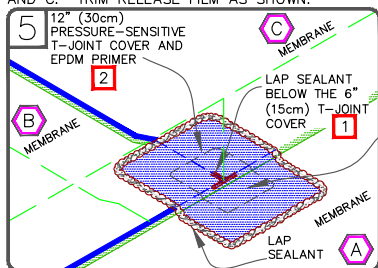 AND C. TRIM RELEASE FILM AS SHOWN.
5
12" (30cm)
PRESSURE-SENSITIVE
T-JOINT COVER AND
EPDM PRIMER
2
C
MEMBRANE
LAP SEALANT
BELOW THE 6"
(15cm) T-JOINT
COVER
1
B
MEMBRANE
MEMBRANE
LAP
SEALANT
A